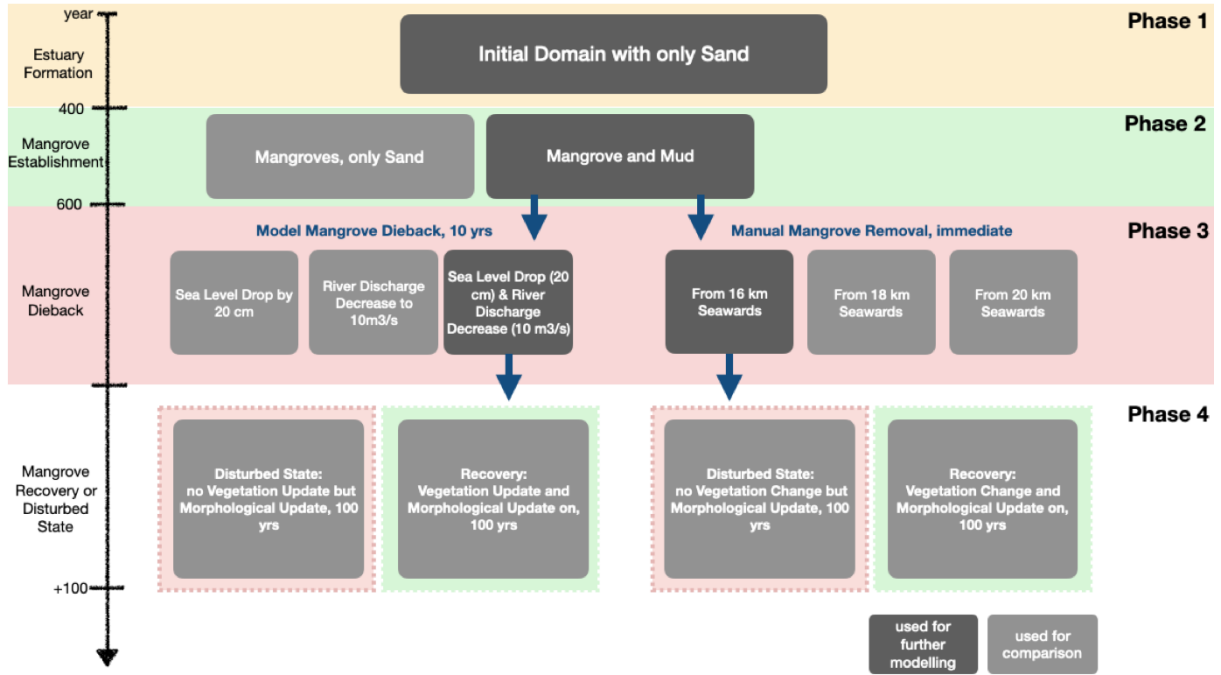 year
Phase 1
Estuary
Formation
Initial Domain with only Sand
400
Phase 2
Mangrove
Establishment
Mangroves, only Sand
Mangrove and Mud
600
Phase 3
Model Mangrove Dieback, 10 yrs
Manual Mangrove Removal, immediate
Mangrove
Dieback
Sea Level Drop by
20 cm
River Discharge
Decrease to
10m3/s
Sea Level Drop (20
cm) & River
Discharge
Decrease (10 m3/s)
From 16 km
Seawards
From 18 km
Seawards
From 20 km
Seawards
Phase 4
Mangrove
Recovery or
Disturbed
State
Disturbed State:
no Vegetation Update but
Morphological Update, 100
yrs
Recovery:
Vegetation Update and
Morphological Update on,
100 yrs
Disturbed State:
no Vegetation Change but
Morphological Update, 100
yrs
Recovery:
Vegetation Change and
Morphological Update on,
100 yrs
+100
used for
further
modelling
used for
comparison